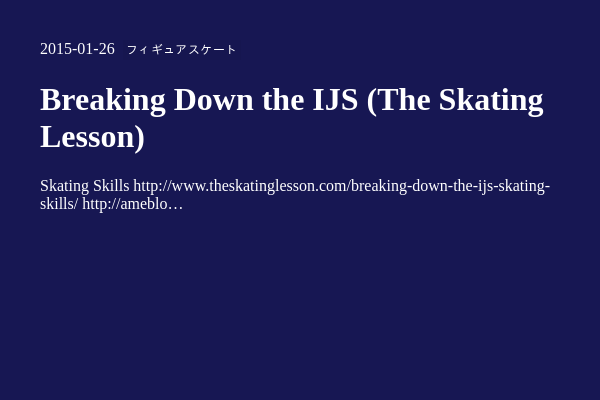 2015-01-26 フィギュアスケート
Breaking Down the IJS (The Skating
Lesson)
Skating Skills http://www.theskatinglesson.com/breaking-down-the-ijs-skating-
skills/ http://ameblo…